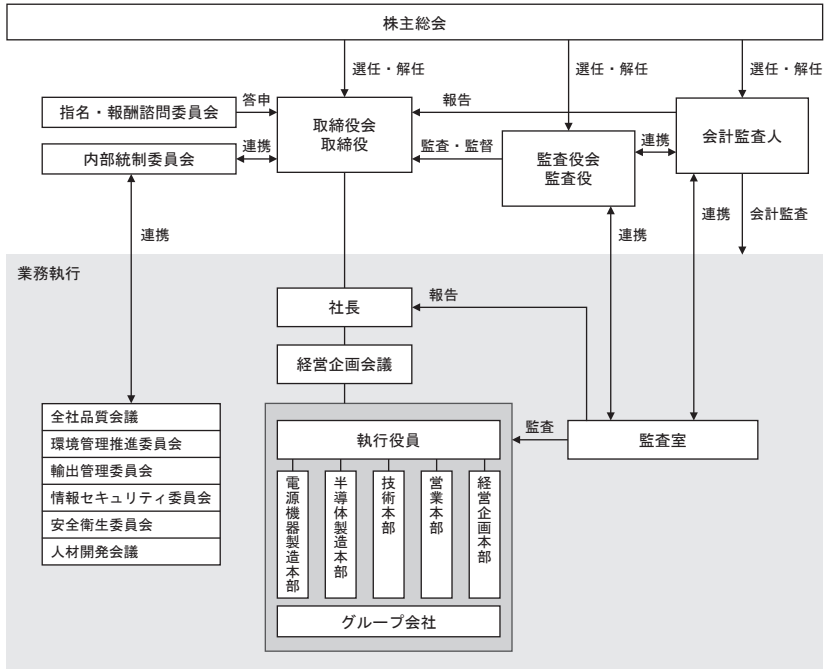 株主総会
選任・解任
選任・解任
選任・解任
指名・報酬諮問委員会
答申
取締役会
取締役
報告
会計監査人
内部統制委員会
連携
監査・監督
監査役会
監査役
連携
連携
連携
連携
会計監査
業務執行
社長
報告
経営企画会議
全社品質会議
環境管理推進委員会
輸出管理委員会
情報セキュリティ委員会
安全衛生委員会
人材開発会議
執行役員
監査
監査室
電源機器製造本部
半導体製造本部
技術本部
営業本部
経営企画本部
グループ会社